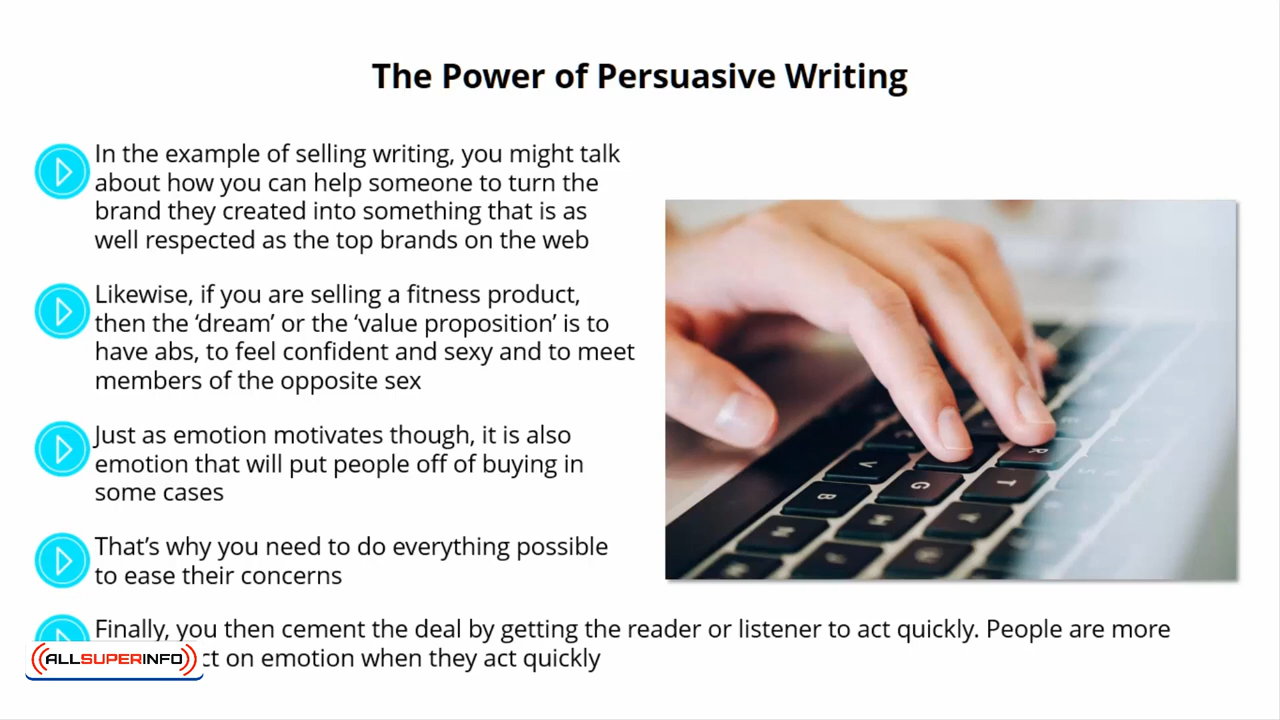 The Power of Persuasive Writing
In the example of selling writing, you might talk
about how you can help someone to turn the
brand they created into something that is as
well respected as the top brands on the web
Likewise, if you are selling a fitness product,
then the ‘dream’ or the ‘value proposition’ is to
have abs, to feel confident and sexy and to meet
members of the opposite sex
Just as emotion motivates though, it is also
emotion that will put people off of buying in
some cases
That’s why you need to do everything possible
to ease their concerns
Finally, you then cement the deal by getting the reader or listener to act quickly. People are more
on emotion when they act quickly
ALLSUPERINFO
R
V
G
T
B